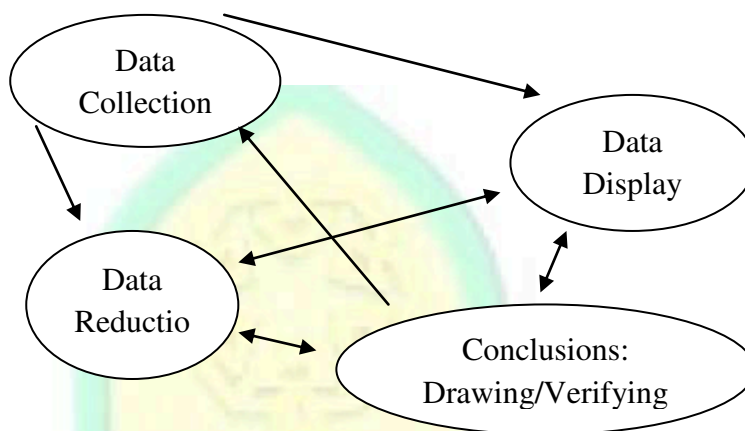 Data
Collection
Data
Display
Data
Reductio
Conclusions:
Drawing/Verifying